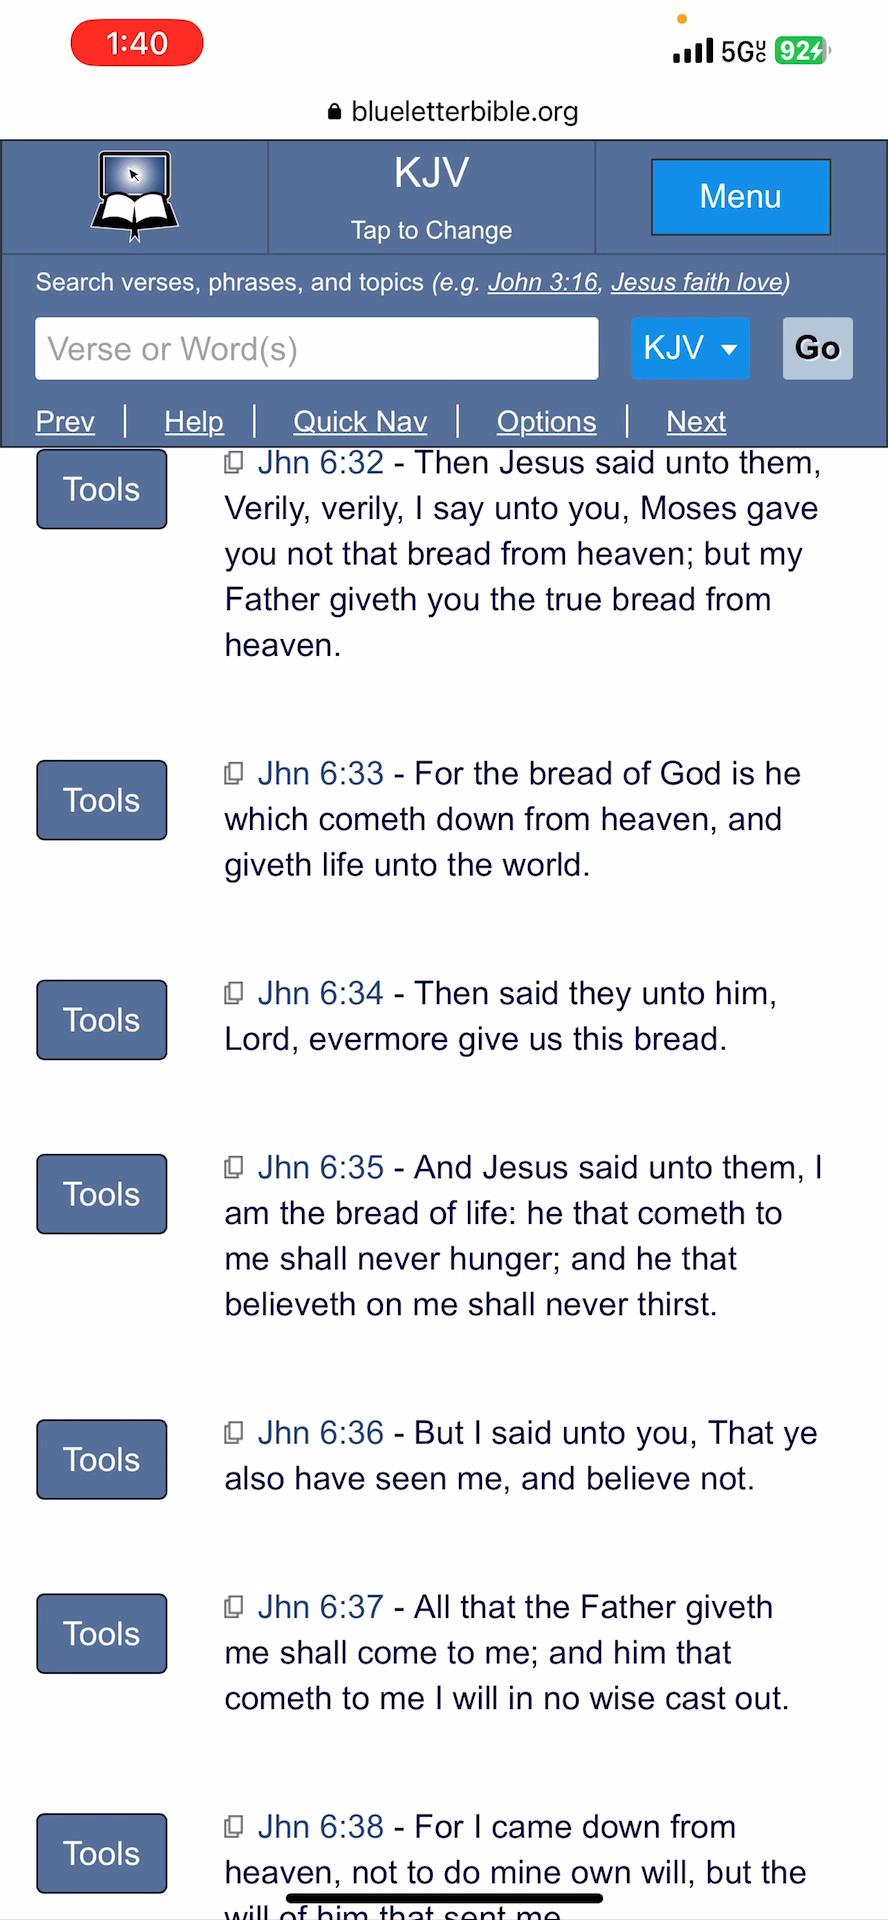 1:40
5G UC 92
blueletterbible.org
KJV
Tap to Change
Menu
Search verses, phrases, and topics (e.g. John 3:16, Jesus faith love)
Verse or Word(s)
KJV
Go
Prev | Help | Quick Nav | Options | Next
Tools
Jhn 6:32 - Then Jesus said unto them,
Verily, verily, I say unto you, Moses gave
you not that bread from heaven; but my
Father giveth you the true bread from
heaven.
Tools
Jhn 6:33 - For the bread of God is he
which cometh down from heaven, and
giveth life unto the world.
Tools
Jhn 6:34 - Then said they unto him,
Lord, evermore give us this bread.
Tools
Jhn 6:35 - And Jesus said unto them, I
am the bread of life: he that cometh to
me shall never hunger; and he that
believeth on me shall never thirst.
Tools
Jhn 6:36 - But I said unto you, That ye
also have seen me, and believe not.
Tools
Jhn 6:37 - All that the Father giveth
me shall come to me; and him that
cometh to me I will in no wise cast out.
Tools
Jhn 6:38 - For I came down from
heaven, not to do mine own will, but the
will of him that sent me